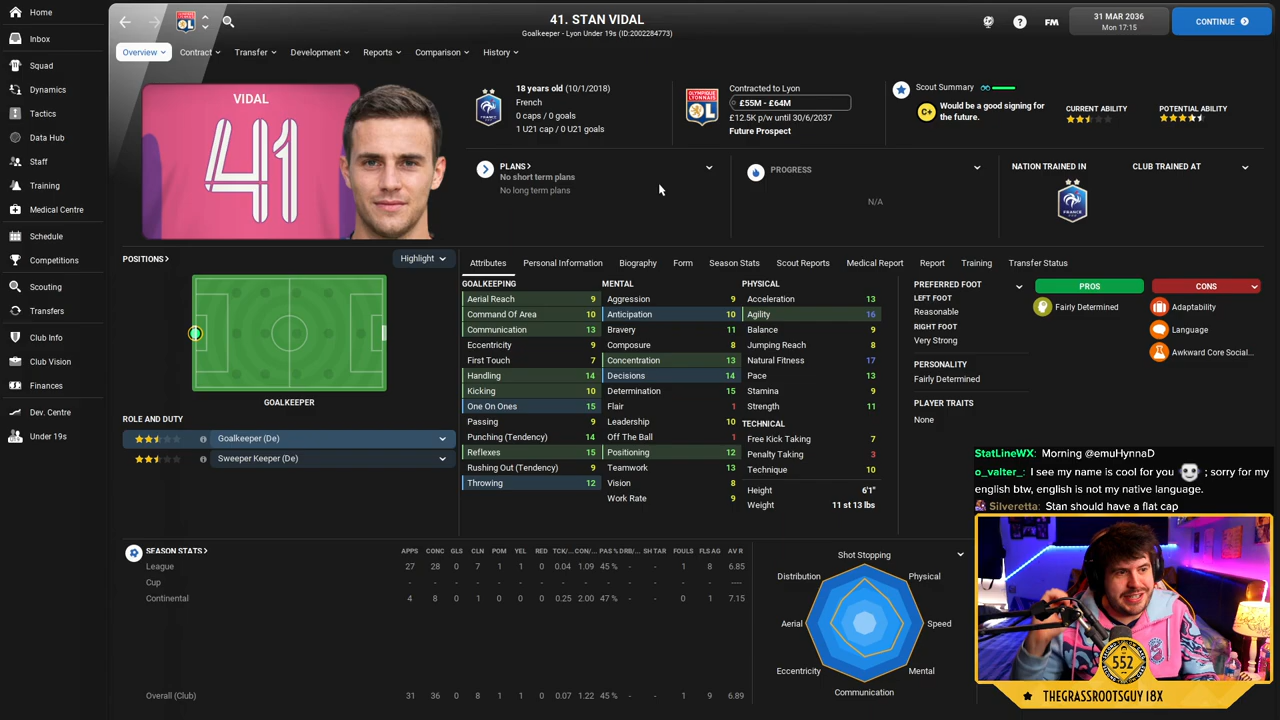 Home
Inbox
Squad
Dynamics
Tactics
Data Hub
Staff
Training
Medical Centre
Schedule
Competitions
Scouting
Transfers
Club Info
Club Vision
Finances
Dev. Centre
Under 19s
41. STAN VIDAL
Goalkeeper - Lyon Under 19s (ID:2002284773)
FM
31 MAR 2036
Mon 17:15
CONTINUE
Overview
Contract
Transfer
Development
Reports
Comparison
History
VIDAL
41
18 years old (10/1/2018)
French
0 caps / 0 goals
1 U21 cap / 0 U21 goals
Contracted to Lyon
£55M - £64M
£12.5K p/w until 30/6/2037
Future Prospect
Scout Summary
C+
Would be a good signing for
the future.
CURRENT ABILITY
POTENTIAL ABILITY
PLANS
No short term plans
No long term plans
PROGRESS
N/A
NATION TRAINED IN
FRANCE
CLUB TRAINED AT
POSITIONS
Highlight
GOALKEEPER
ROLE AND DUTY
Goalkeeper (De)
Sweeper Keeper (De)
Attributes
Personal Information
Biography
Form
Season Stats
Scout Reports
Medical Report
Report
Training
Transfer Status
GOALKEEPING
Aerial Reach 9
Command Of Area 10
Communication 13
Eccentricity 9
First Touch 7
Handling 14
Kicking 10
One On Ones 15
Passing 9
Punching (Tendency) 14
Reflexes 15
Rushing Out (Tendency) 9
Throwing 12
MENTAL
Aggression 9
Anticipation 10
Bravery 11
Composure 8
Concentration 13
Decisions 14
Determination 15
Flair 1
Leadership 10
Off The Ball 1
Positioning 12
Teamwork 13
Vision 8
Work Rate 9
PHYSICAL
Acceleration 13
Agility 16
Balance 9
Jumping Reach 8
Natural Fitness 17
Pace 13
Stamina 9
Strength 11
TECHNICAL
Free Kick Taking 7
Penalty Taking 3
Technique 10
Height 6'1"
Weight 11 st 13 lbs
PREFERRED FOOT
LEFT FOOT
Reasonable
RIGHT FOOT
Very Strong
PERSONALITY
Fairly Determined
PLAYER TRAITS
None
PROS
Fairly Determined
CONS
Adaptability
Language
Awkward Core Social...
SEASON STATS
APPS CONC GLS CLN POM YEL RED TCK/... CON/... PAS % DRB/... SH TAR FOULS FLS AG AV R
League 27 28 0 7 1 1 0 0.04 1.09 45 % - - 1 8 6.85
Cup - - - - - - - - - - - - - - ----
Continental 4 8 0 1 0 0 0 0.25 2.00 47 % - - 0 1 7.15
Overall (Club) 31 36 0 8 1 1 0 0.07 1.22 45 % - - 1 9 6.89
Shot Stopping
Physical
Speed
Mental
Communication
Eccentricity
Aerial
Distribution
StatLineWX: Morning @emuHynnaD
o_valter_: I see my name is cool for you ; sorry for my
english btw, english is not my native language.
Silveretta: Stan should have a flat cap
552
THEGRASSROOTSGUY 18X